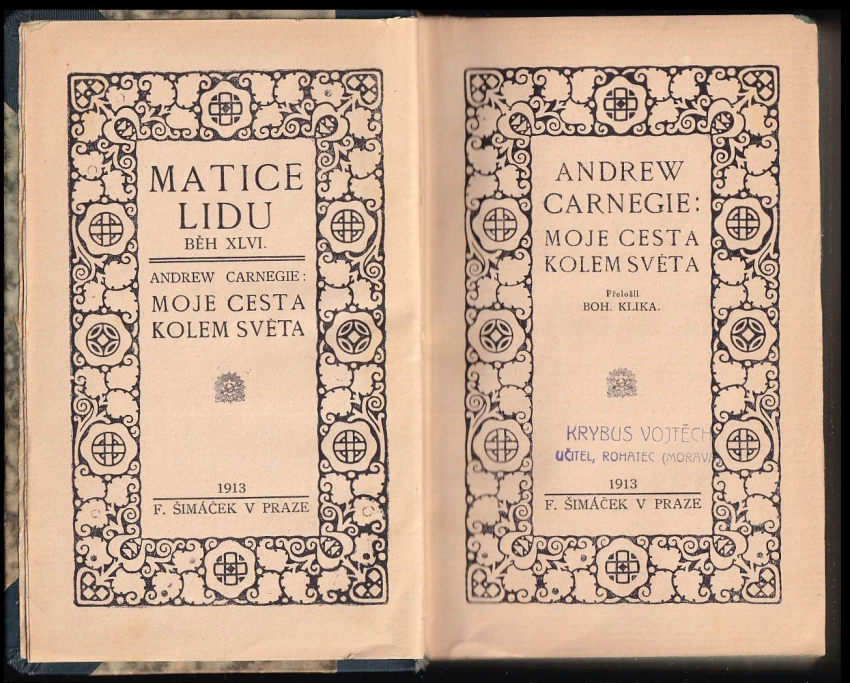 MATICE
LIDU
BĚH XLVI.
ANDREW CARNEGIE:
MOJE CESTA
KOLEM SVĚTA
1913
F. ŠIMÁČEK V PRAZE
ANDREW
CARNEGIE:
MOJE CESTA
KOLEM SVĚTA
Přeložil
BOH. KLIKA.
KRYBUS VOJTĚCH
UČITEL, ROHATEC (MORAVA
1913
F. ŠIMÁČEK V PRAZE